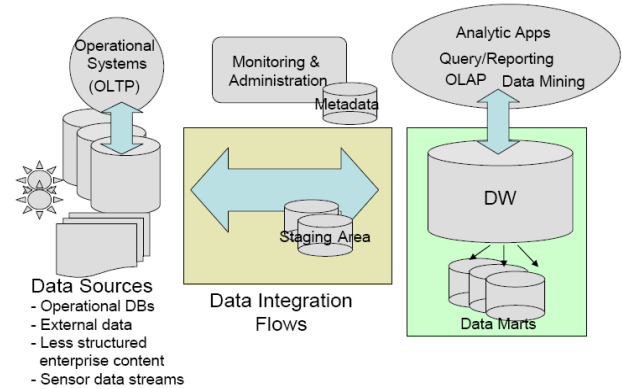 Operational
Systems
(OLTP)
Monitoring &
Administration
Metadata
Analytic Apps
Query/Reporting
OLAP Data Mining
Staging Area
DW
Data Marts
Data Integration
Flows
Data Sources
- Operational DBs
- External data
- Less structured
enterprise content
- Sensor data streams